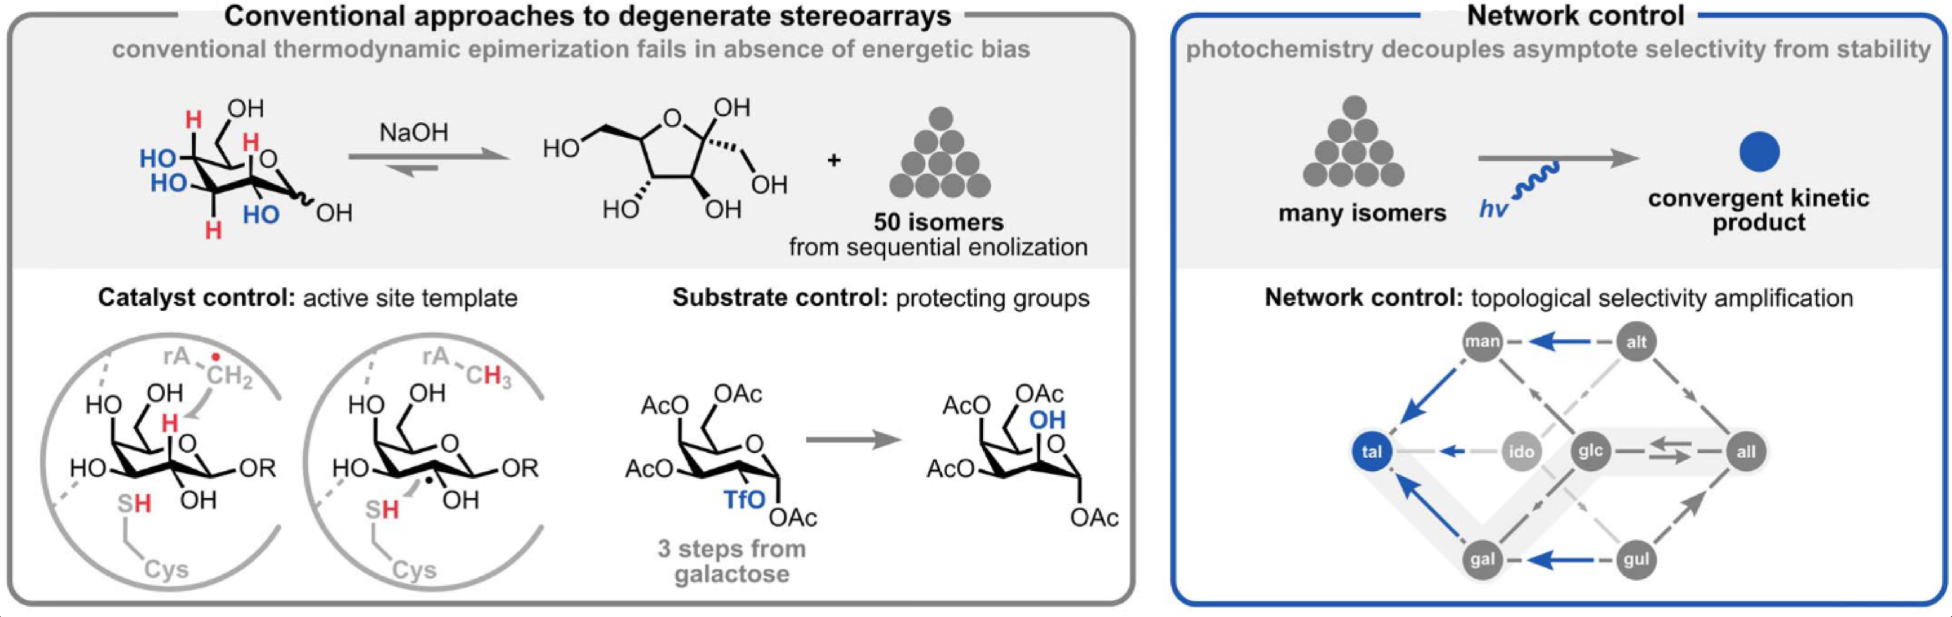 Conventional approaches to degenerate stereoarrays
conventional thermodynamic epimerization fails in absence of energetic bias
H
OH
H
HO
O
HO
HO
OH
H
NaOH
HO
O
OH
OH
HO
OH
+
50 isomers
from sequential enolization
Catalyst control: active site template
rA
CH2
HO
OH
H
O
HO
OR
OH
SH
Cys
rA
CH3
HO
OH
O
HO
OR
OH
SH
Cys
Substrate control: protecting groups
AcO
OAc
O
AcO
TfO
OAc
3 steps from
galactose
AcO
OAc
OH
O
AcO
OAc
Network control
photochemistry decouples asymptote selectivity from stability
many isomers
hv
convergent kinetic
product
Network control: topological selectivity amplification
man
alt
tal
ido
glc
all
gal
gul